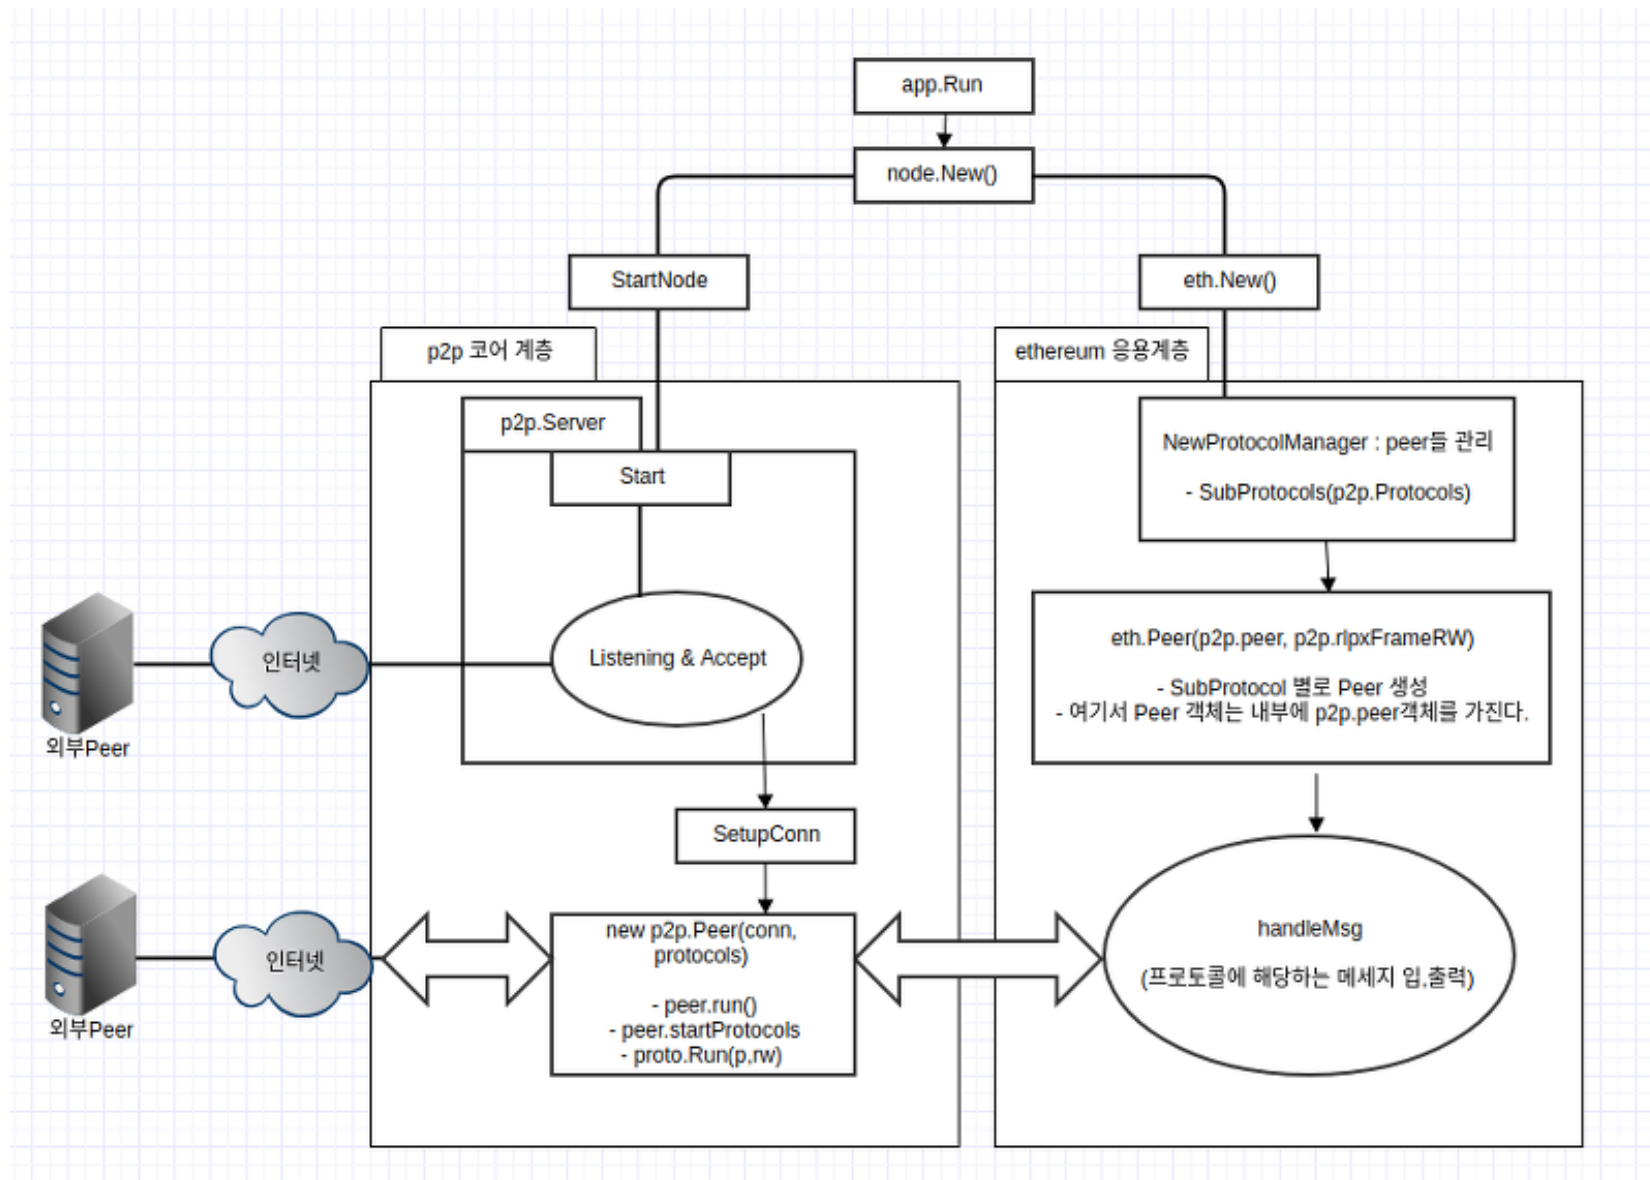 app.Run
node.New()
StartNode
eth.New()
p2p 코어 계층
ethereum 응용계층
p2p.Server
Start
NewProtocolManager : peer들 관리
- SubProtocols(p2p.Protocols)
Listening & Accept
인터넷
외부Peer
eth.Peer(p2p.peer, p2p.rlpxFrameRW)
- SubProtocol 별로 Peer 생성
- 여기서 Peer 객체는 내부에 p2p.peer객체를 가진다.
SetupConn
인터넷
외부Peer
new p2p.Peer(conn,
protocols)
- peer.run()
- peer.startProtocols
- proto.Run(p,rw)
handleMsg
(프로토콜에 해당하는 메세지 입,출력)